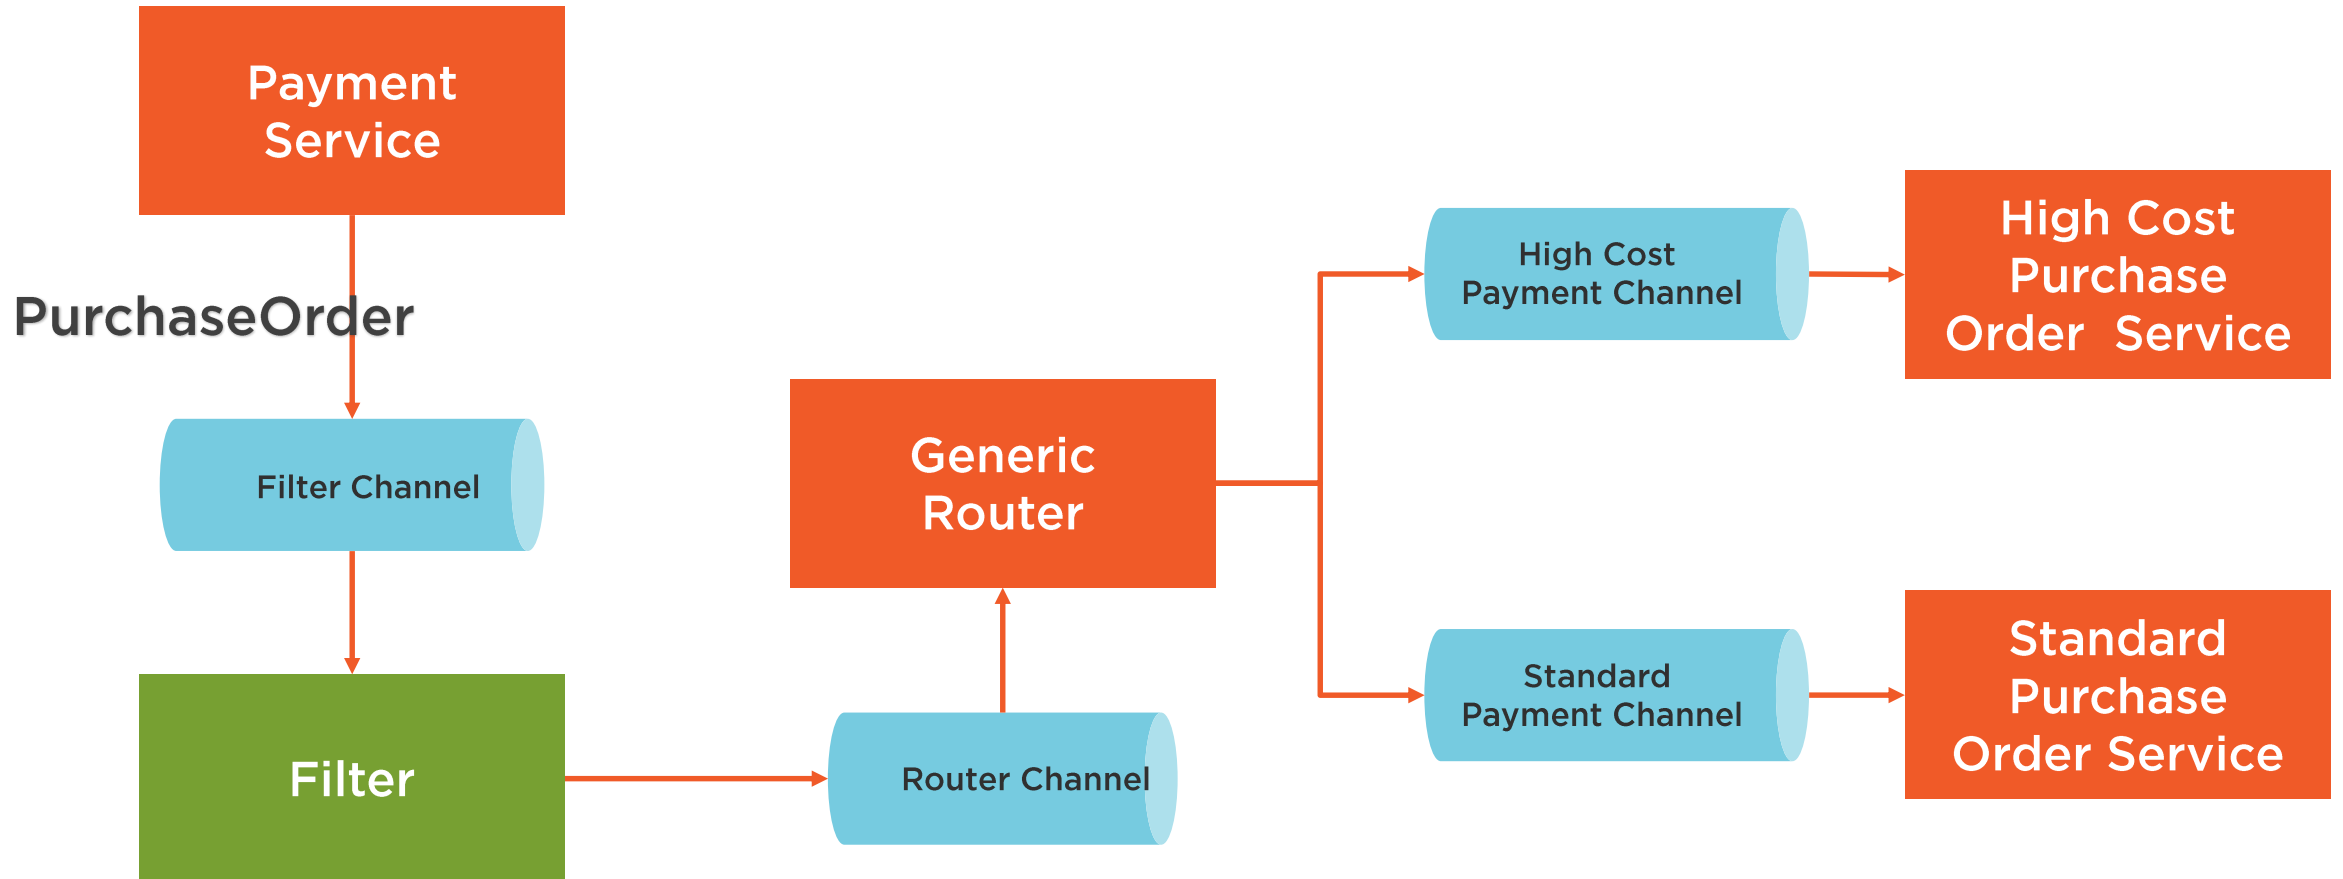 Payment
Service
PurchaseOrder
Filter Channel
Filter
Router Channel
Generic
Router
High Cost
Payment Channel
High Cost
Purchase
Order  Service
Standard
Payment Channel
Standard
Purchase
Order Service